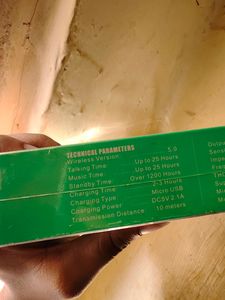 TECHNICAL PARAMETERS
Wireless Version 5.0
Talking Time Up to 25 Hours
Music Time Up to 25 Hours
Standby Time Over 1200 Hours
Charging Time 2-3 Hours
Charging Type Micro USB
Charging Power DC5V 2.1A
Transmission Distance 10 meters